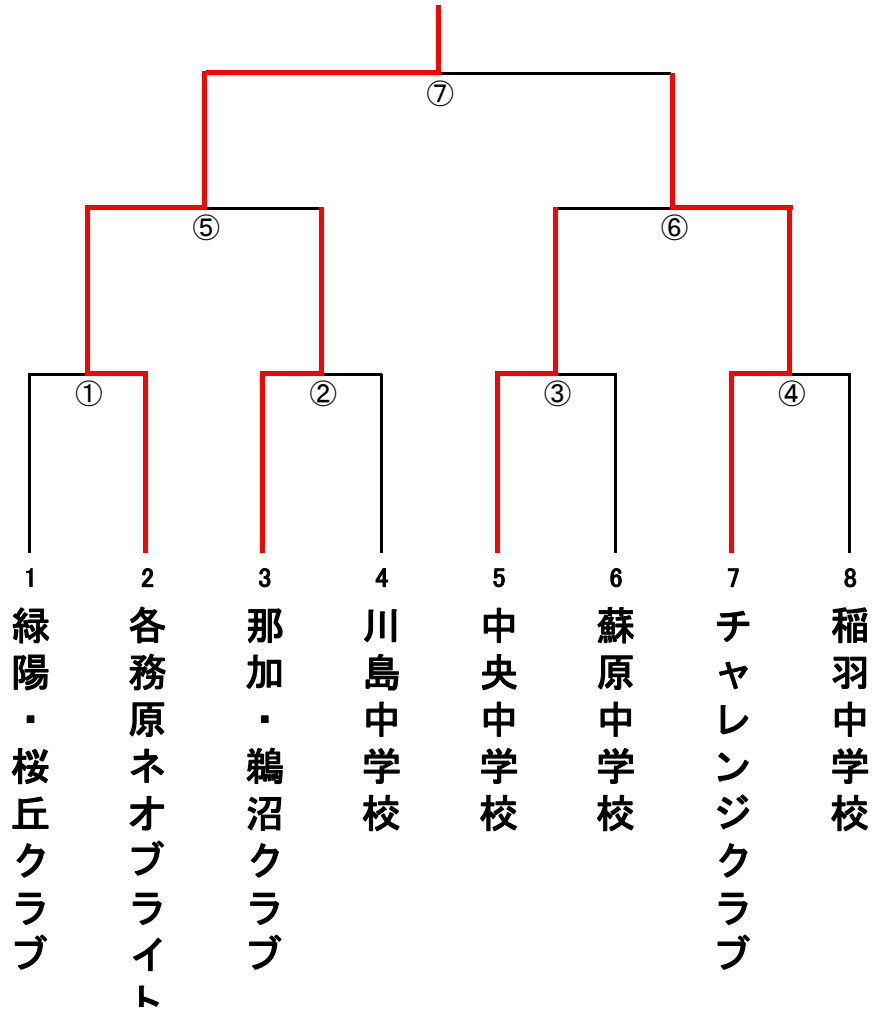 ⑦
⑤
⑥
①
②
③
④
1
2
3
4
5
6
7
8
緑陽・桜丘クラブ
各務原ネオブライト
那加・鵜沼クラブ
川島中学校
中央中学校
蘇原中学校
チャレンジクラブ
稲羽中学校